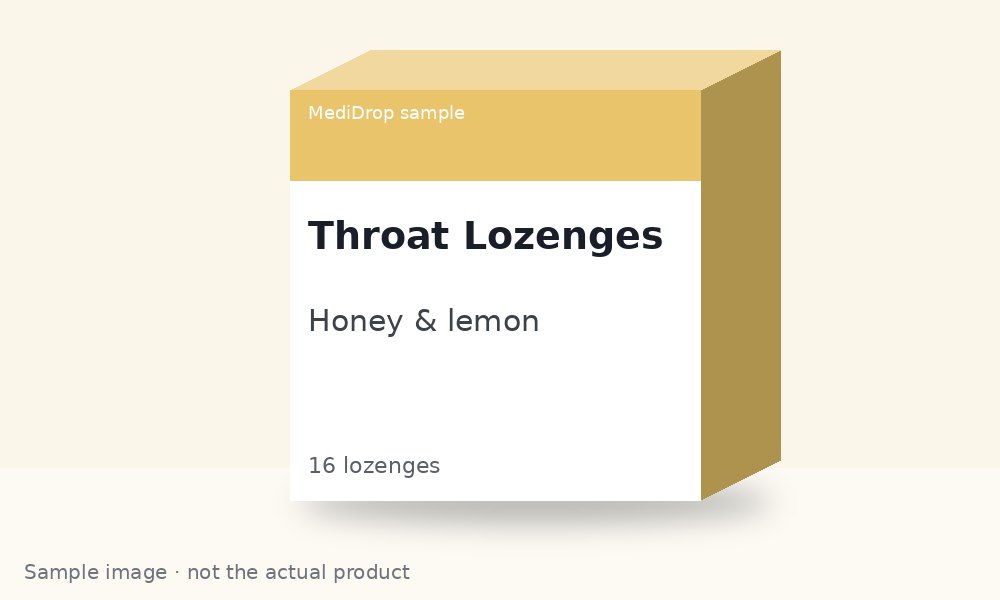 MediDrop sample
Throat Lozenges
Honey & lemon
16 lozenges
Sample image · not the actual product